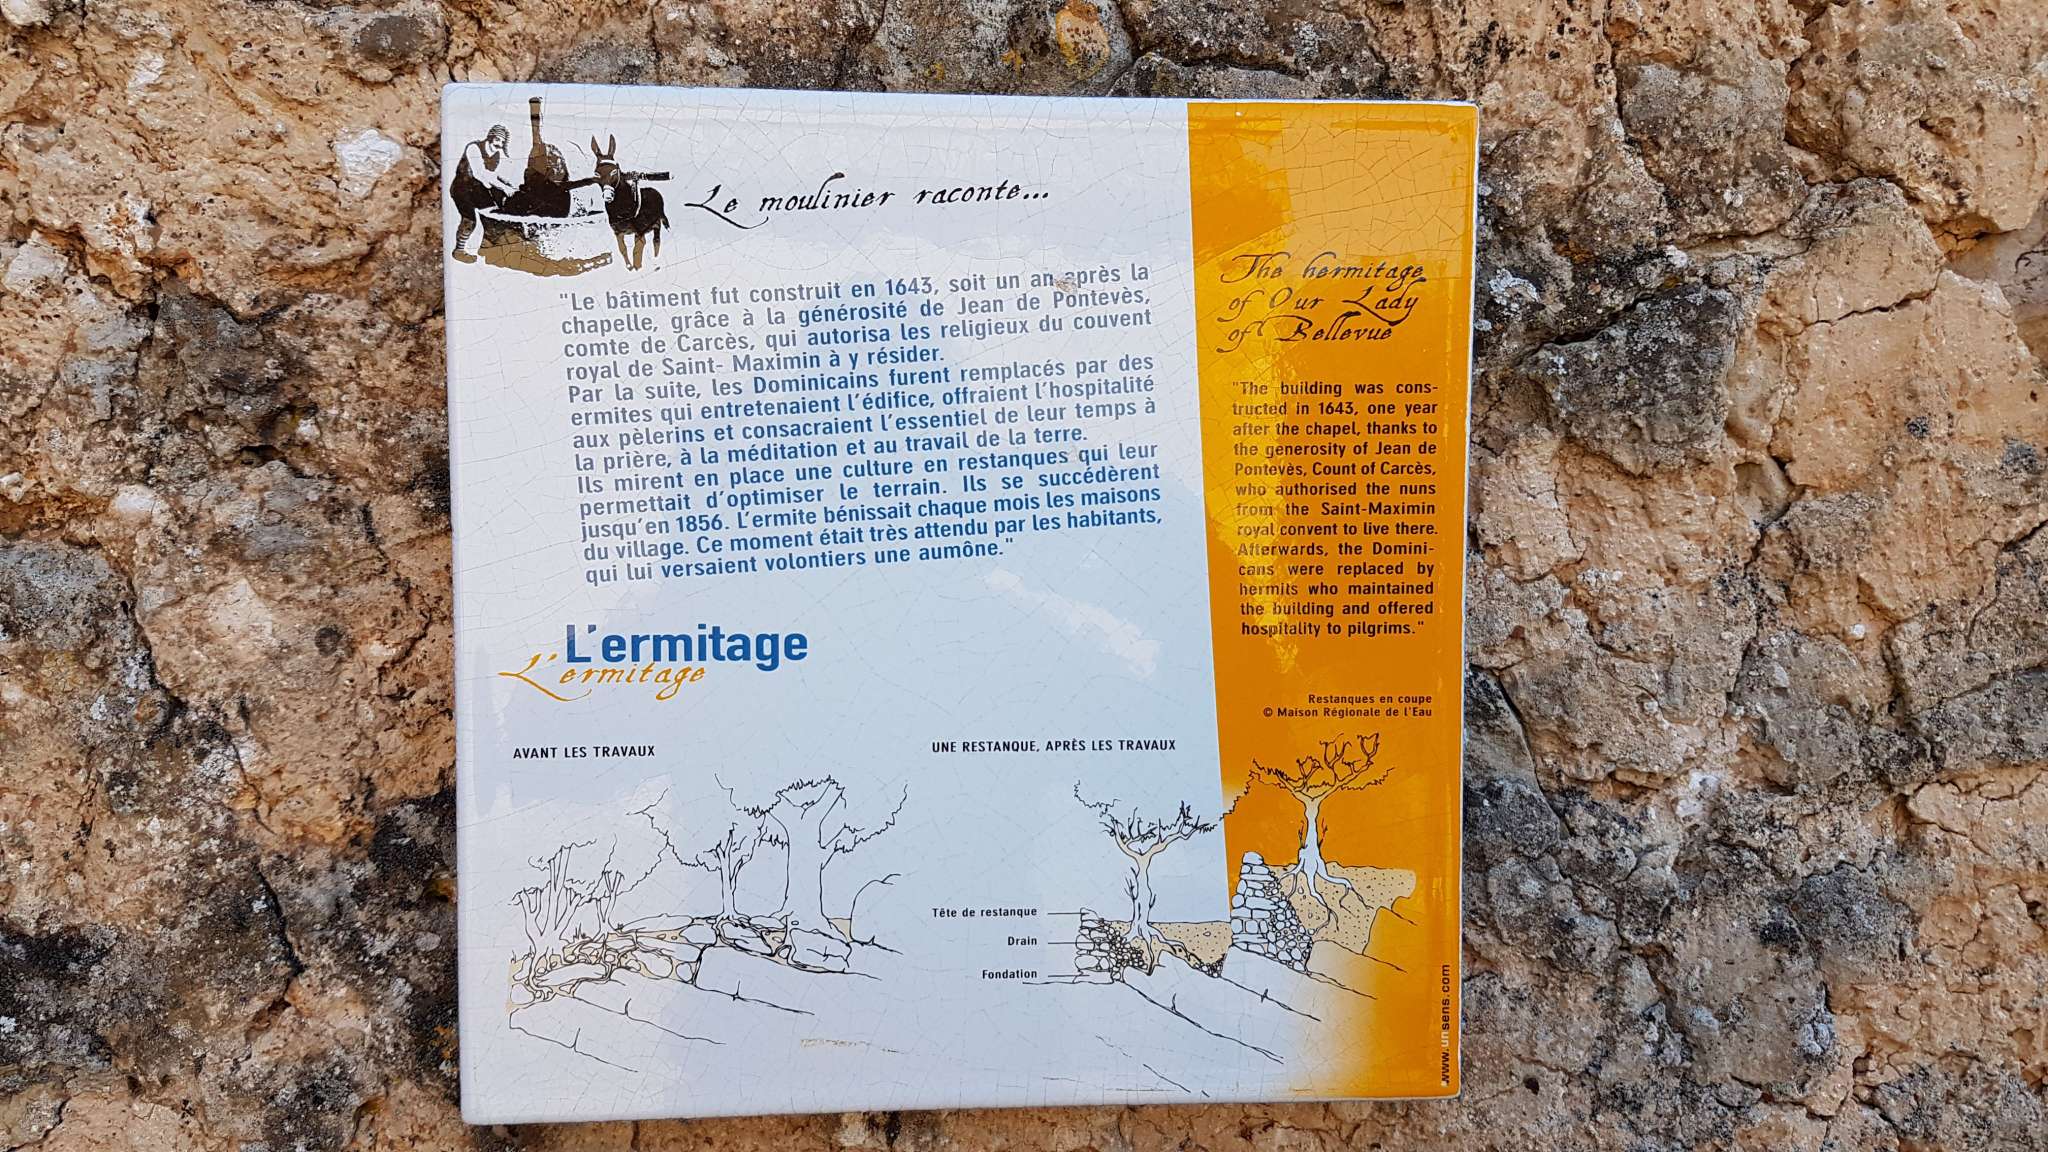 Le moulinier raconte...
"Le bâtiment fut construit en 1643, soit un an après la
chapelle, grâce à la générosité de Jean de Pontevès,
comte de Carcès, qui autorisa les religieux du couvent
royal de Saint- Maximin à y résider.
Par la suite, les Dominicains furent remplacés par des
ermites qui entretenaient l'édifice, offraient l'hospitalité
aux pèlerins et consacraient l'essentiel de leur temps à
la prière, à la méditation et au travail de la terre.
Ils mirent en place une culture en restanques qui leur
permettait d'optimiser le terrain. Ils se succédèrent
jusqu'en 1856. L'ermite bénissait chaque mois les maisons
du village. Ce moment était très attendu par les habitants,
qui lui versaient volontiers une aumône."
L'ermitage
L'ermitage
The hermitage
of Our Lady
of Bellevue
"The building was cons-
tructed in 1643, one year
after the chapel, thanks to
the generosity of Jean de
Pontevès, Count of Carcès,
who authorised the nuns
from the Saint-Maximin
royal convent to live there.
Afterwards, the Domini-
cans were replaced by
hermits who maintained
the building and offered
hospitality to pilgrims."
Restanques en coupe
© Maison Régionale de l'Eau
AVANT LES TRAVAUX
UNE RESTANQUE, APRÈS LES TRAVAUX
Tête de restanque
Drain
Fondation
www.unsens.com